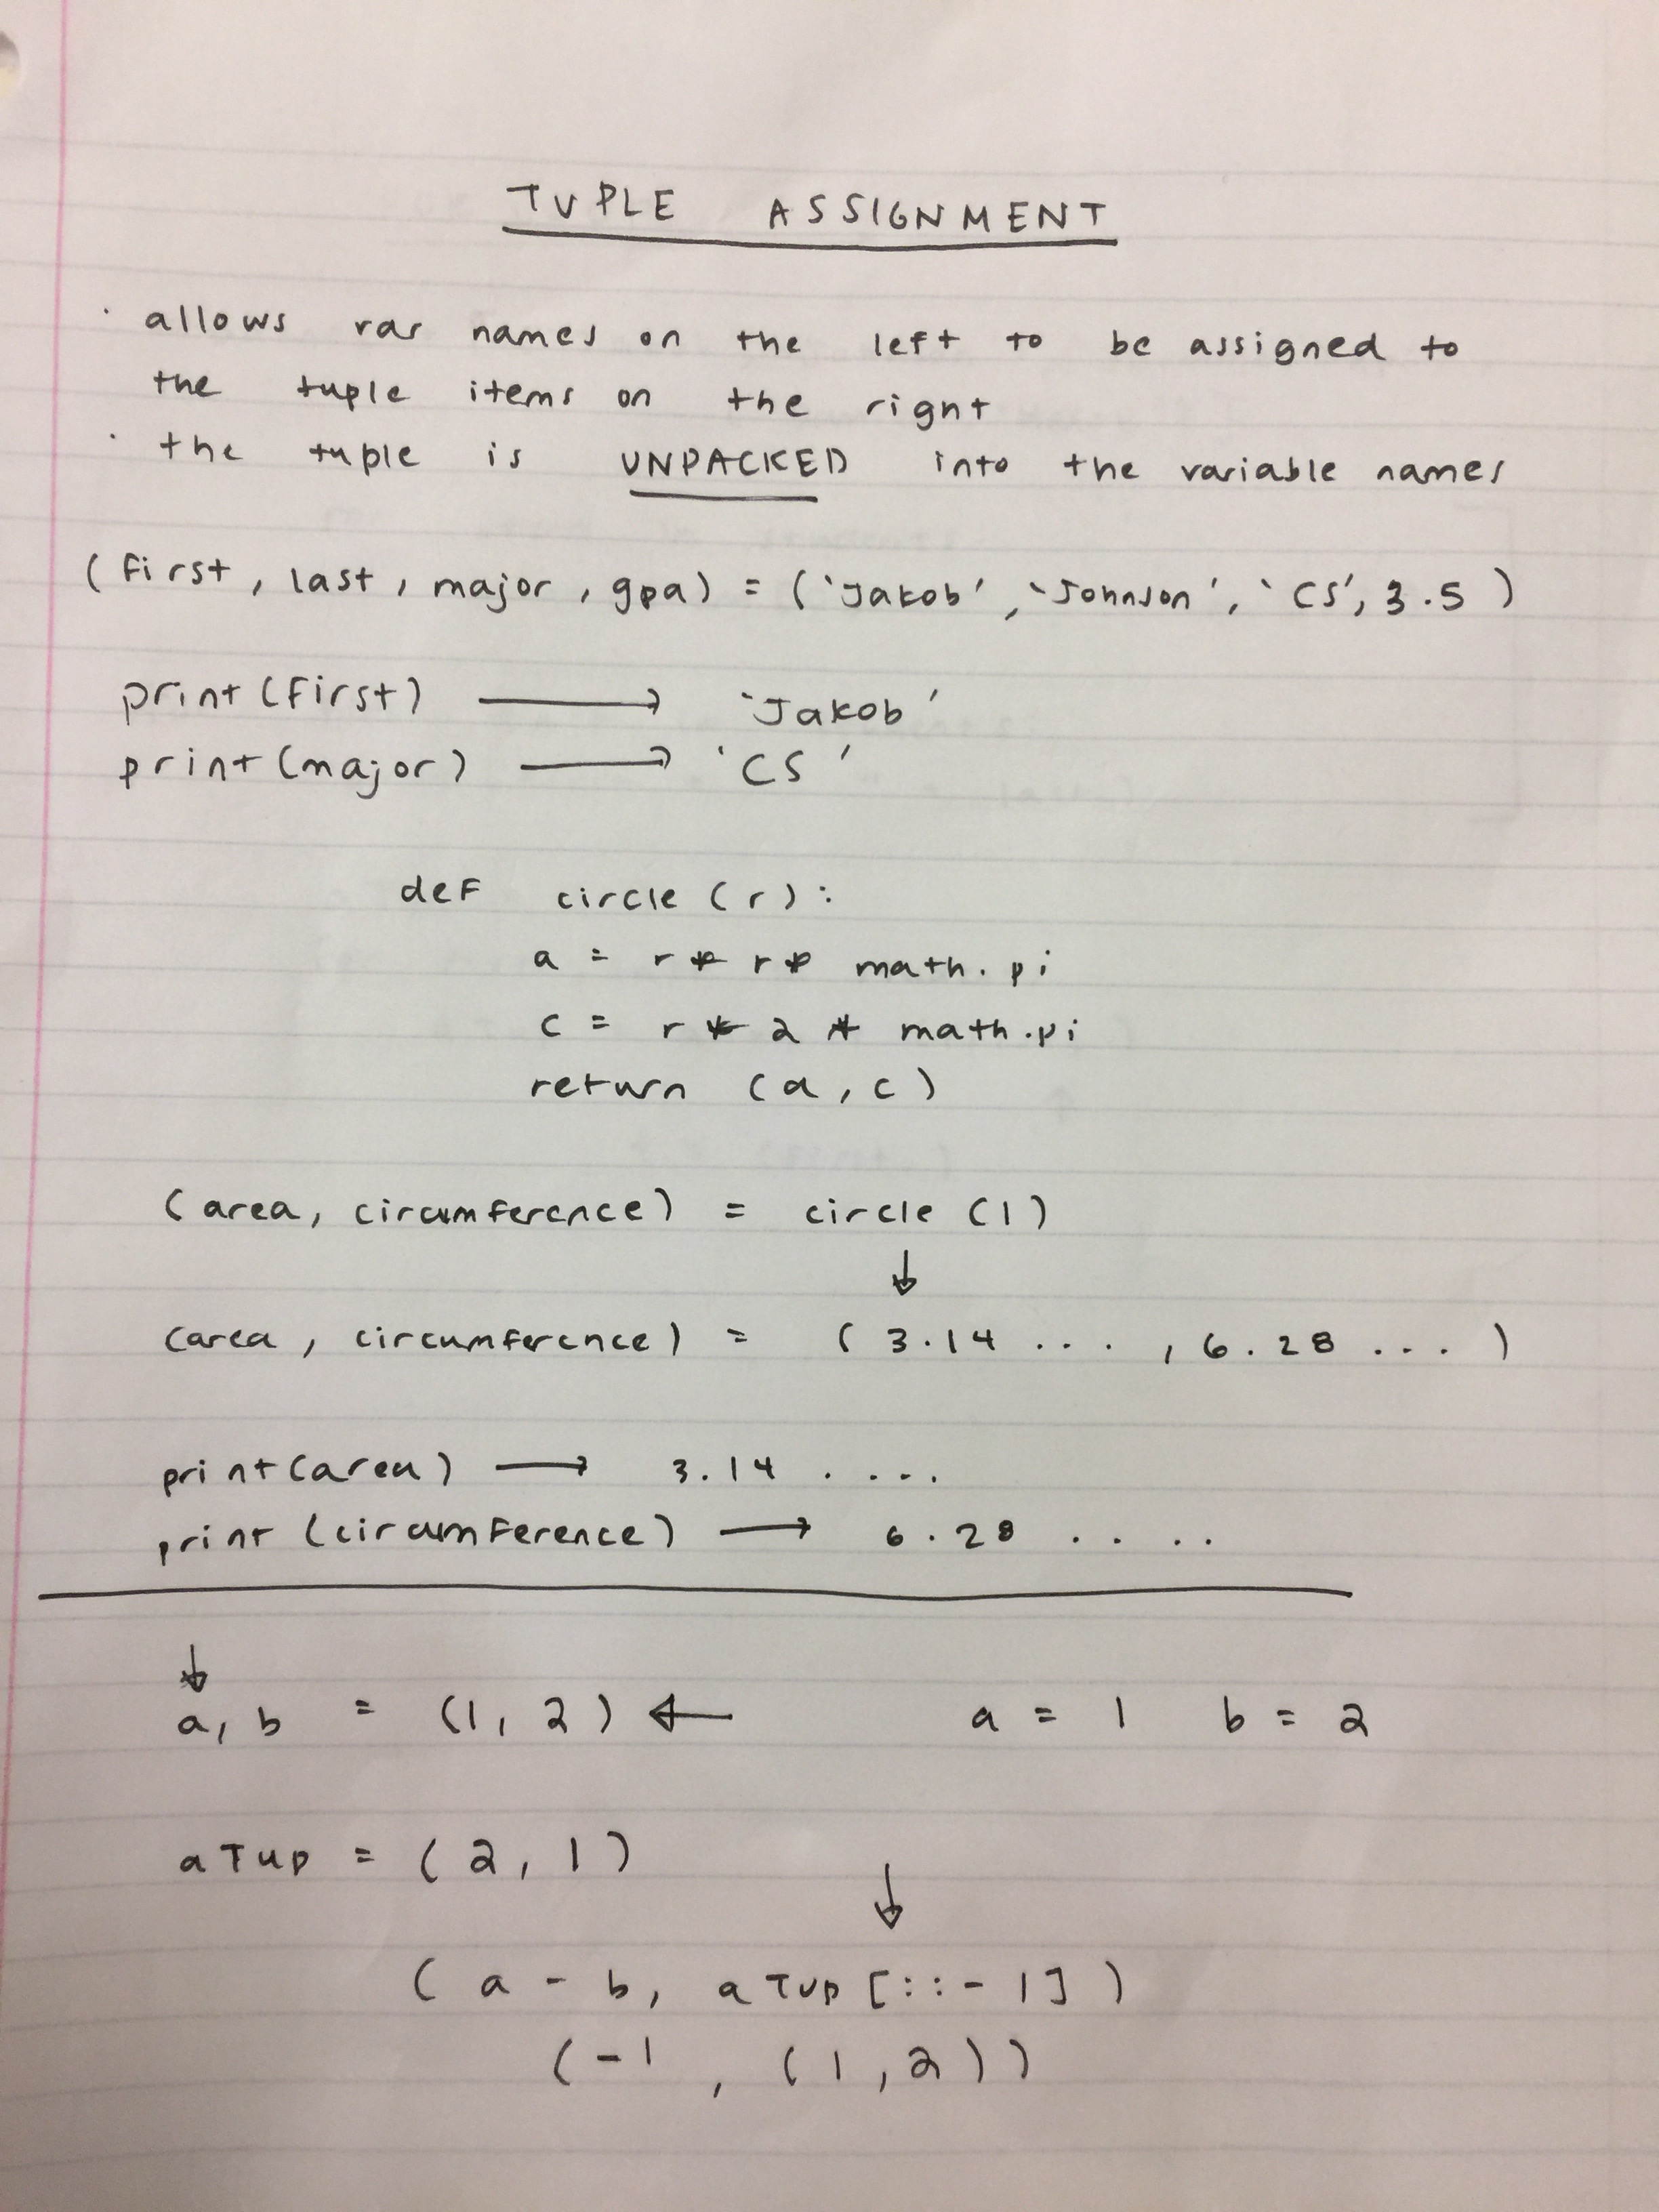 TUPLE ASSIGNMENT
· allows var names on the left to be assigned to
the tuple items on the right
· the tuple is UNPACKED into the variable names
(first, last, major, gpa) = ('Jakob', 'Johnson', 'CS', 3.5)
print(first) ⟶ 'Jakob'
print(major) ⟶ 'CS'
def circle (r):
a = r * r * math.pi
c = r * 2 * math.pi
return (a, c)
(area, circumference) = circle (1)
↓
(area, circumference) = (3.14 ..., 6.28 ...)
print(area) ⟶ 3.14 ....
print (circumference) ⟶ 6.28 ....
↓
a, b = (1, 2) ← a = 1 b = 2
aTup = (2, 1)
↓
(a - b, aTup[::-1])
(-1, (1,2))